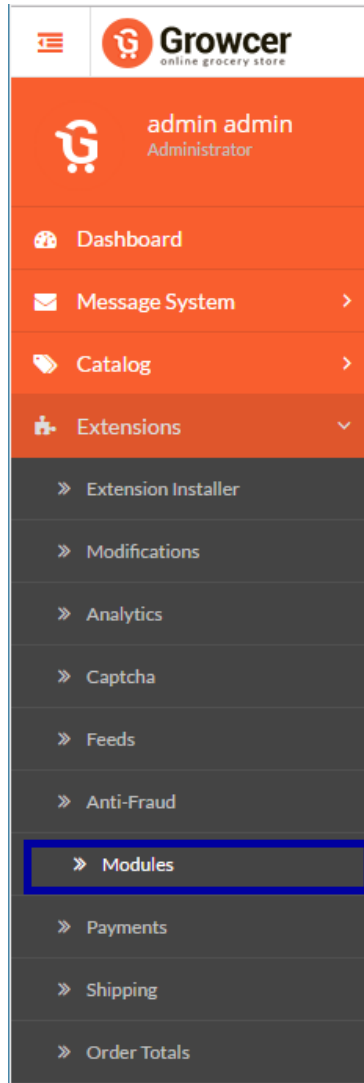 Growcer
online grocery store
admin admin
Administrator
Dashboard
Message System
Catalog
Extensions
Extension Installer
Modifications
Analytics
Captcha
Feeds
Anti-Fraud
Modules
Payments
Shipping
Order Totals